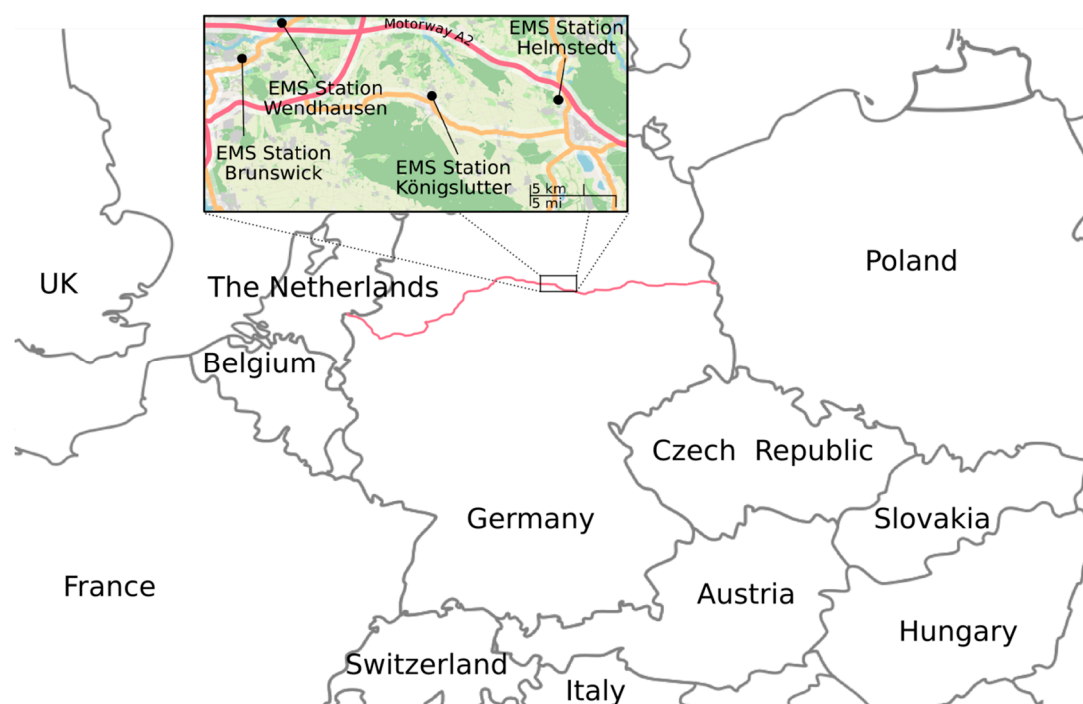 Motorway A2
EMS Station
Helmstedt
EMS Station
Wendhausen
EMS Station
Brunswick
EMS Station
Königslutter
5 km
5 mi
UK
The Netherlands
Poland
Belgium
Czech Republic
Germany
Slovakia
France
Austria
Hungary
Switzerland
Italy